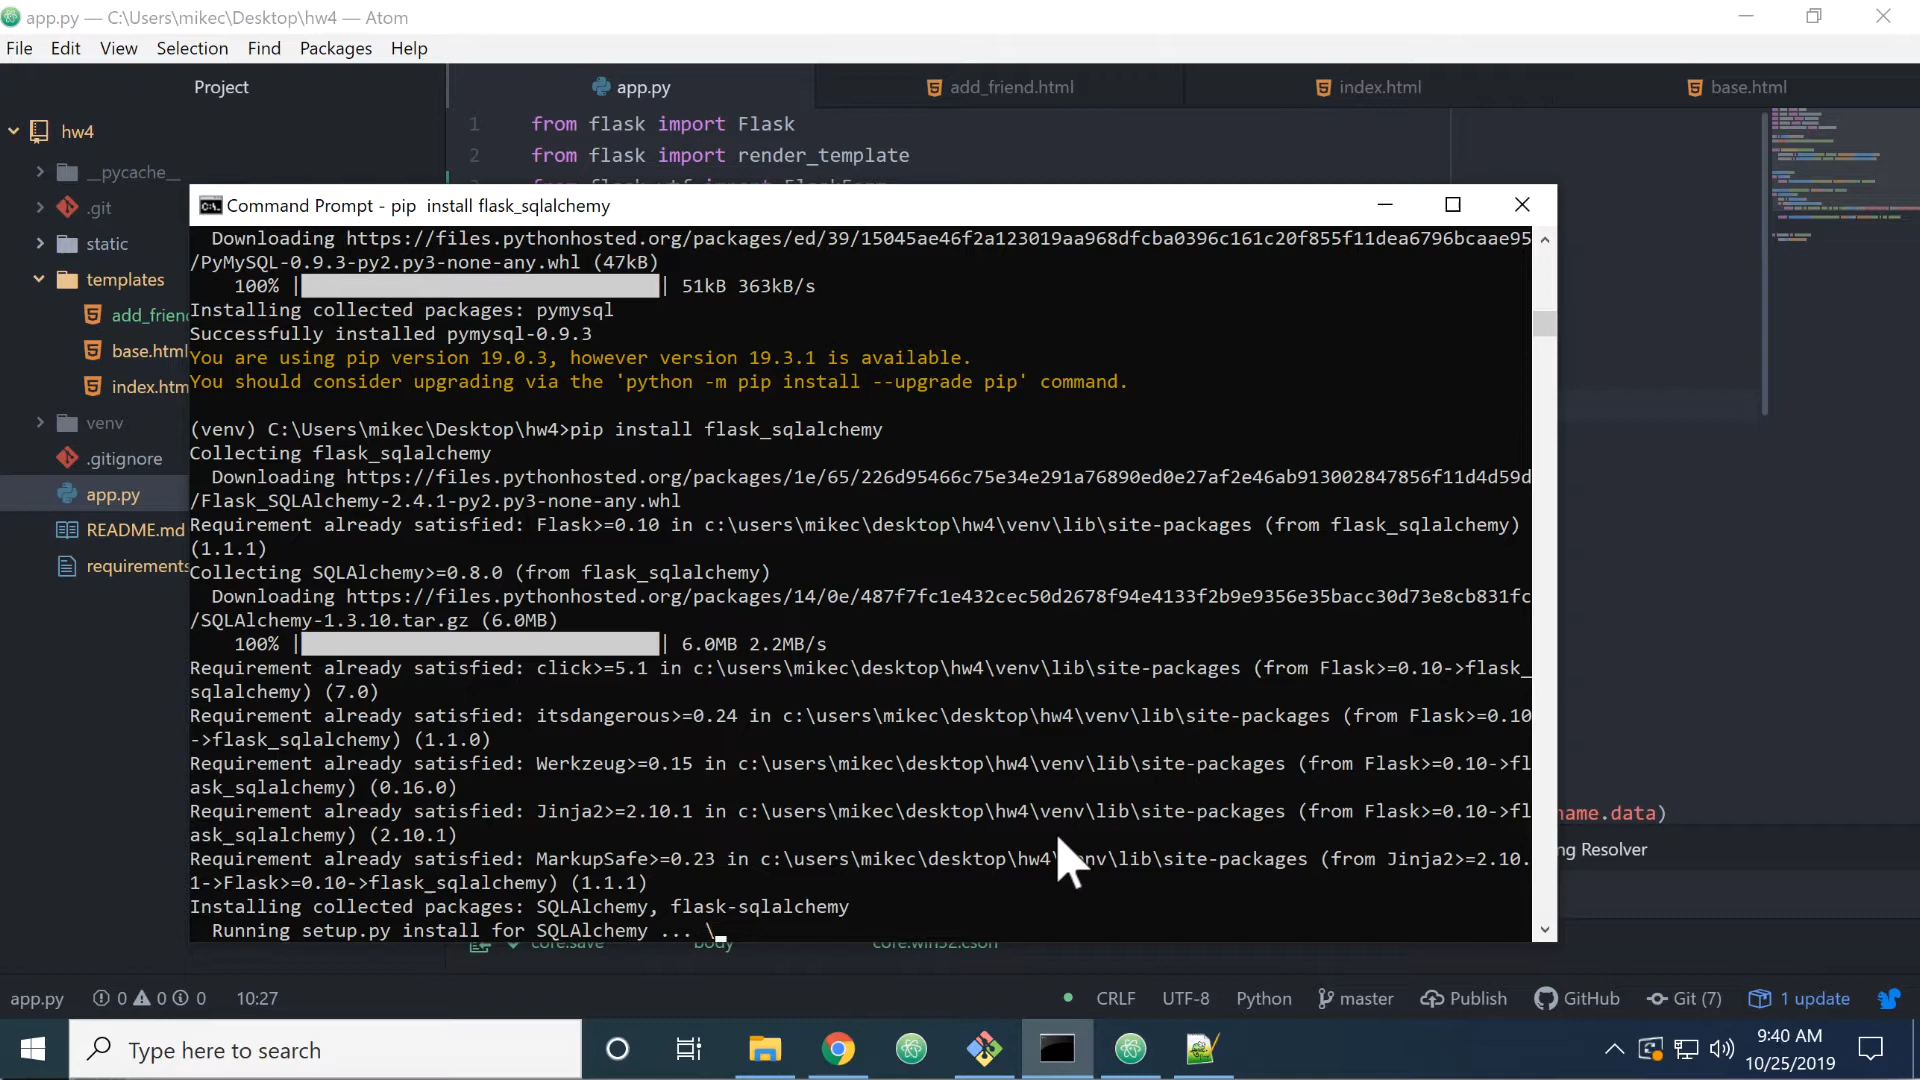 app.py — C:\Users\mikec\Desktop\hw4 — Atom
File Edit View Selection Find Packages Help
Project
app.py
add_friend.html
index.html
base.html
hw4
__pycache__
.git
static
templates
add_frien
base.html
index.htm
venv
.gitignore
app.py
README.md
requirements
1 from flask import Flask
2 from flask import render_template
Command Prompt - pip  install flask_sqlalchemy
Downloading https://files.pythonhosted.org/packages/ed/39/15045ae46f2a123019aa968dfcba0396c161c20f855f11dea6796bcaae95
/PyMySQL-0.9.3-py2.py3-none-any.whl (47kB)
100% | | 51kB 363kB/s
Installing collected packages: pymysql
Successfully installed pymysql-0.9.3
You are using pip version 19.0.3, however version 19.3.1 is available.
You should consider upgrading via the 'python -m pip install --upgrade pip' command.
(venv) C:\Users\mikec\Desktop\hw4>pip install flask_sqlalchemy
Collecting flask_sqlalchemy
Downloading https://files.pythonhosted.org/packages/1e/65/226d95466c75e34e291a76890ed0e27af2e46ab913002847856f11d4d59d
/Flask_SQLAlchemy-2.4.1-py2.py3-none-any.whl
Requirement already satisfied: Flask>=0.10 in c:\users\mikec\desktop\hw4\venv\lib\site-packages (from flask_sqlalchemy)
(1.1.1)
Collecting SQLAlchemy>=0.8.0 (from flask_sqlalchemy)
Downloading https://files.pythonhosted.org/packages/14/0e/487f7fc1e432cec50d2678f94e4133f2b9e9356e35bacc30d73e8cb831fc
/SQLAlchemy-1.3.10.tar.gz (6.0MB)
100% | | 6.0MB 2.2MB/s
Requirement already satisfied: click>=5.1 in c:\users\mikec\desktop\hw4\venv\lib\site-packages (from Flask>=0.10->flask_
sqlalchemy) (7.0)
Requirement already satisfied: itsdangerous>=0.24 in c:\users\mikec\desktop\hw4\venv\lib\site-packages (from Flask>=0.10
->flask_sqlalchemy) (1.1.0)
Requirement already satisfied: Werkzeug>=0.15 in c:\users\mikec\desktop\hw4\venv\lib\site-packages (from Flask>=0.10->fl
ask_sqlalchemy) (0.16.0)
Requirement already satisfied: Jinja2>=2.10.1 in c:\users\mikec\desktop\hw4\venv\lib\site-packages (from Flask>=0.10->fl
ask_sqlalchemy) (2.10.1)
Requirement already satisfied: MarkupSafe>=0.23 in c:\users\mikec\desktop\hw4\venv\lib\site-packages (from Jinja2>=2.10.
1->Flask>=0.10->flask_sqlalchemy) (1.1.1)
Installing collected packages: SQLAlchemy, flask-sqlalchemy
Running setup.py install for SQLAlchemy ... \
name.data)
ng Resolver
core.save body core.win32.cson
app.py 0 0 0 10:27 CRLF UTF-8 Python master Publish GitHub Git (7) 1 update
Type here to search
9:40 AM
10/25/2019